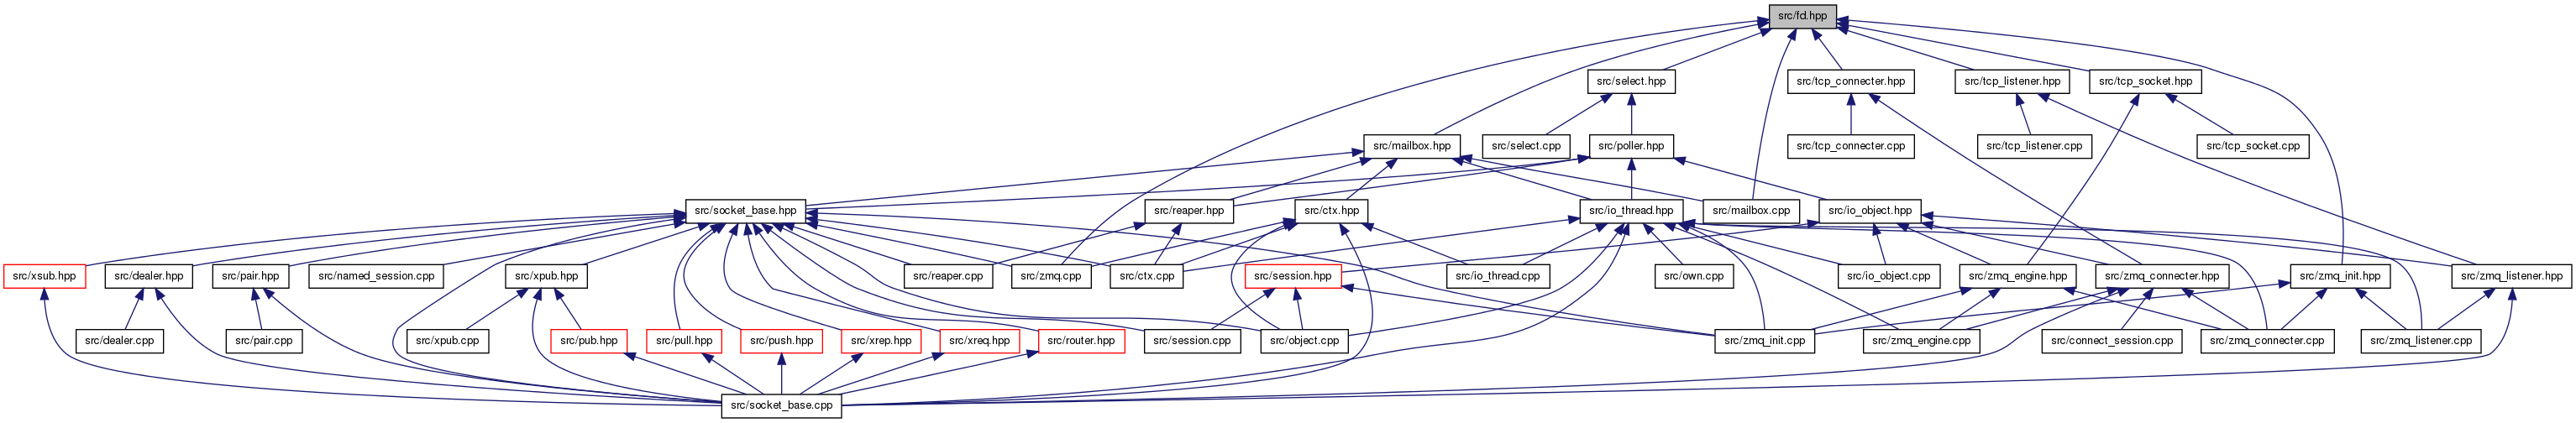 src/fd.hpp
src/select.hpp
src/tcp_connecter.hpp
src/tcp_listener.hpp
src/tcp_socket.hpp
src/mailbox.hpp
src/select.cpp
src/poller.hpp
src/tcp_connecter.cpp
src/tcp_listener.cpp
src/tcp_socket.cpp
src/socket_base.hpp
src/reaper.hpp
src/ctx.hpp
src/io_thread.hpp
src/mailbox.cpp
src/io_object.hpp
src/xsub.hpp
src/dealer.hpp
src/pair.hpp
src/named_session.cpp
src/xpub.hpp
src/reaper.cpp
src/zmq.cpp
src/ctx.cpp
src/session.hpp
src/io_thread.cpp
src/own.cpp
src/io_object.cpp
src/zmq_engine.hpp
src/zmq_connecter.hpp
src/zmq_init.hpp
src/zmq_listener.hpp
src/dealer.cpp
src/pair.cpp
src/xpub.cpp
src/pub.hpp
src/pull.hpp
src/push.hpp
src/xrep.hpp
src/xreq.hpp
src/router.hpp
src/session.cpp
src/object.cpp
src/zmq_init.cpp
src/zmq_engine.cpp
src/connect_session.cpp
src/zmq_connecter.cpp
src/zmq_listener.cpp
src/socket_base.cpp